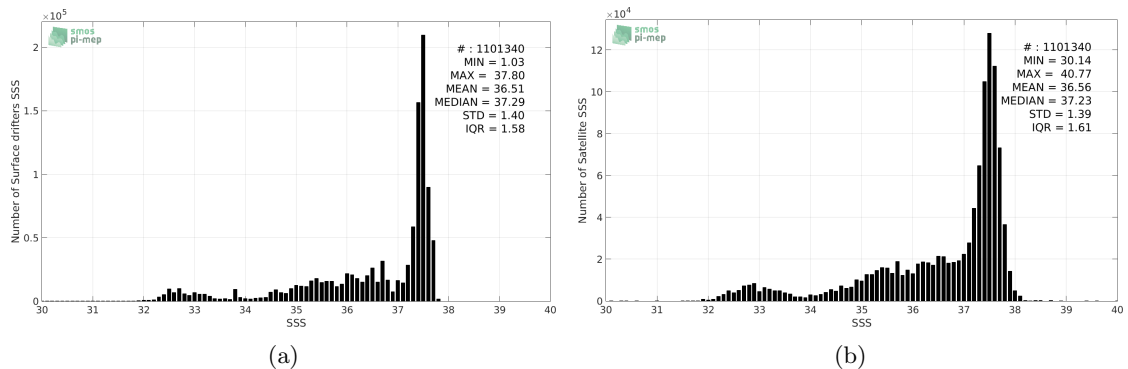 ×10⁵
smos
pi-mep
# : 1101340
MIN = 1.03
MAX = 37.80
MEAN = 36.51
MEDIAN = 37.29
STD = 1.40
IQR = 1.58
Number of Surface drifters SSS
2
1.5
1
0.5
0
30 31 32 33 34 35 36 37 38 39 40
SSS
(a)
×10⁴
smos
pi-mep
# : 1101340
MIN = 30.14
MAX = 40.77
MEAN = 36.56
MEDIAN = 37.23
STD = 1.39
IQR = 1.61
Number of Satellite SSS
12
10
8
6
4
2
0
30 31 32 33 34 35 36 37 38 39 40
SSS
(b)